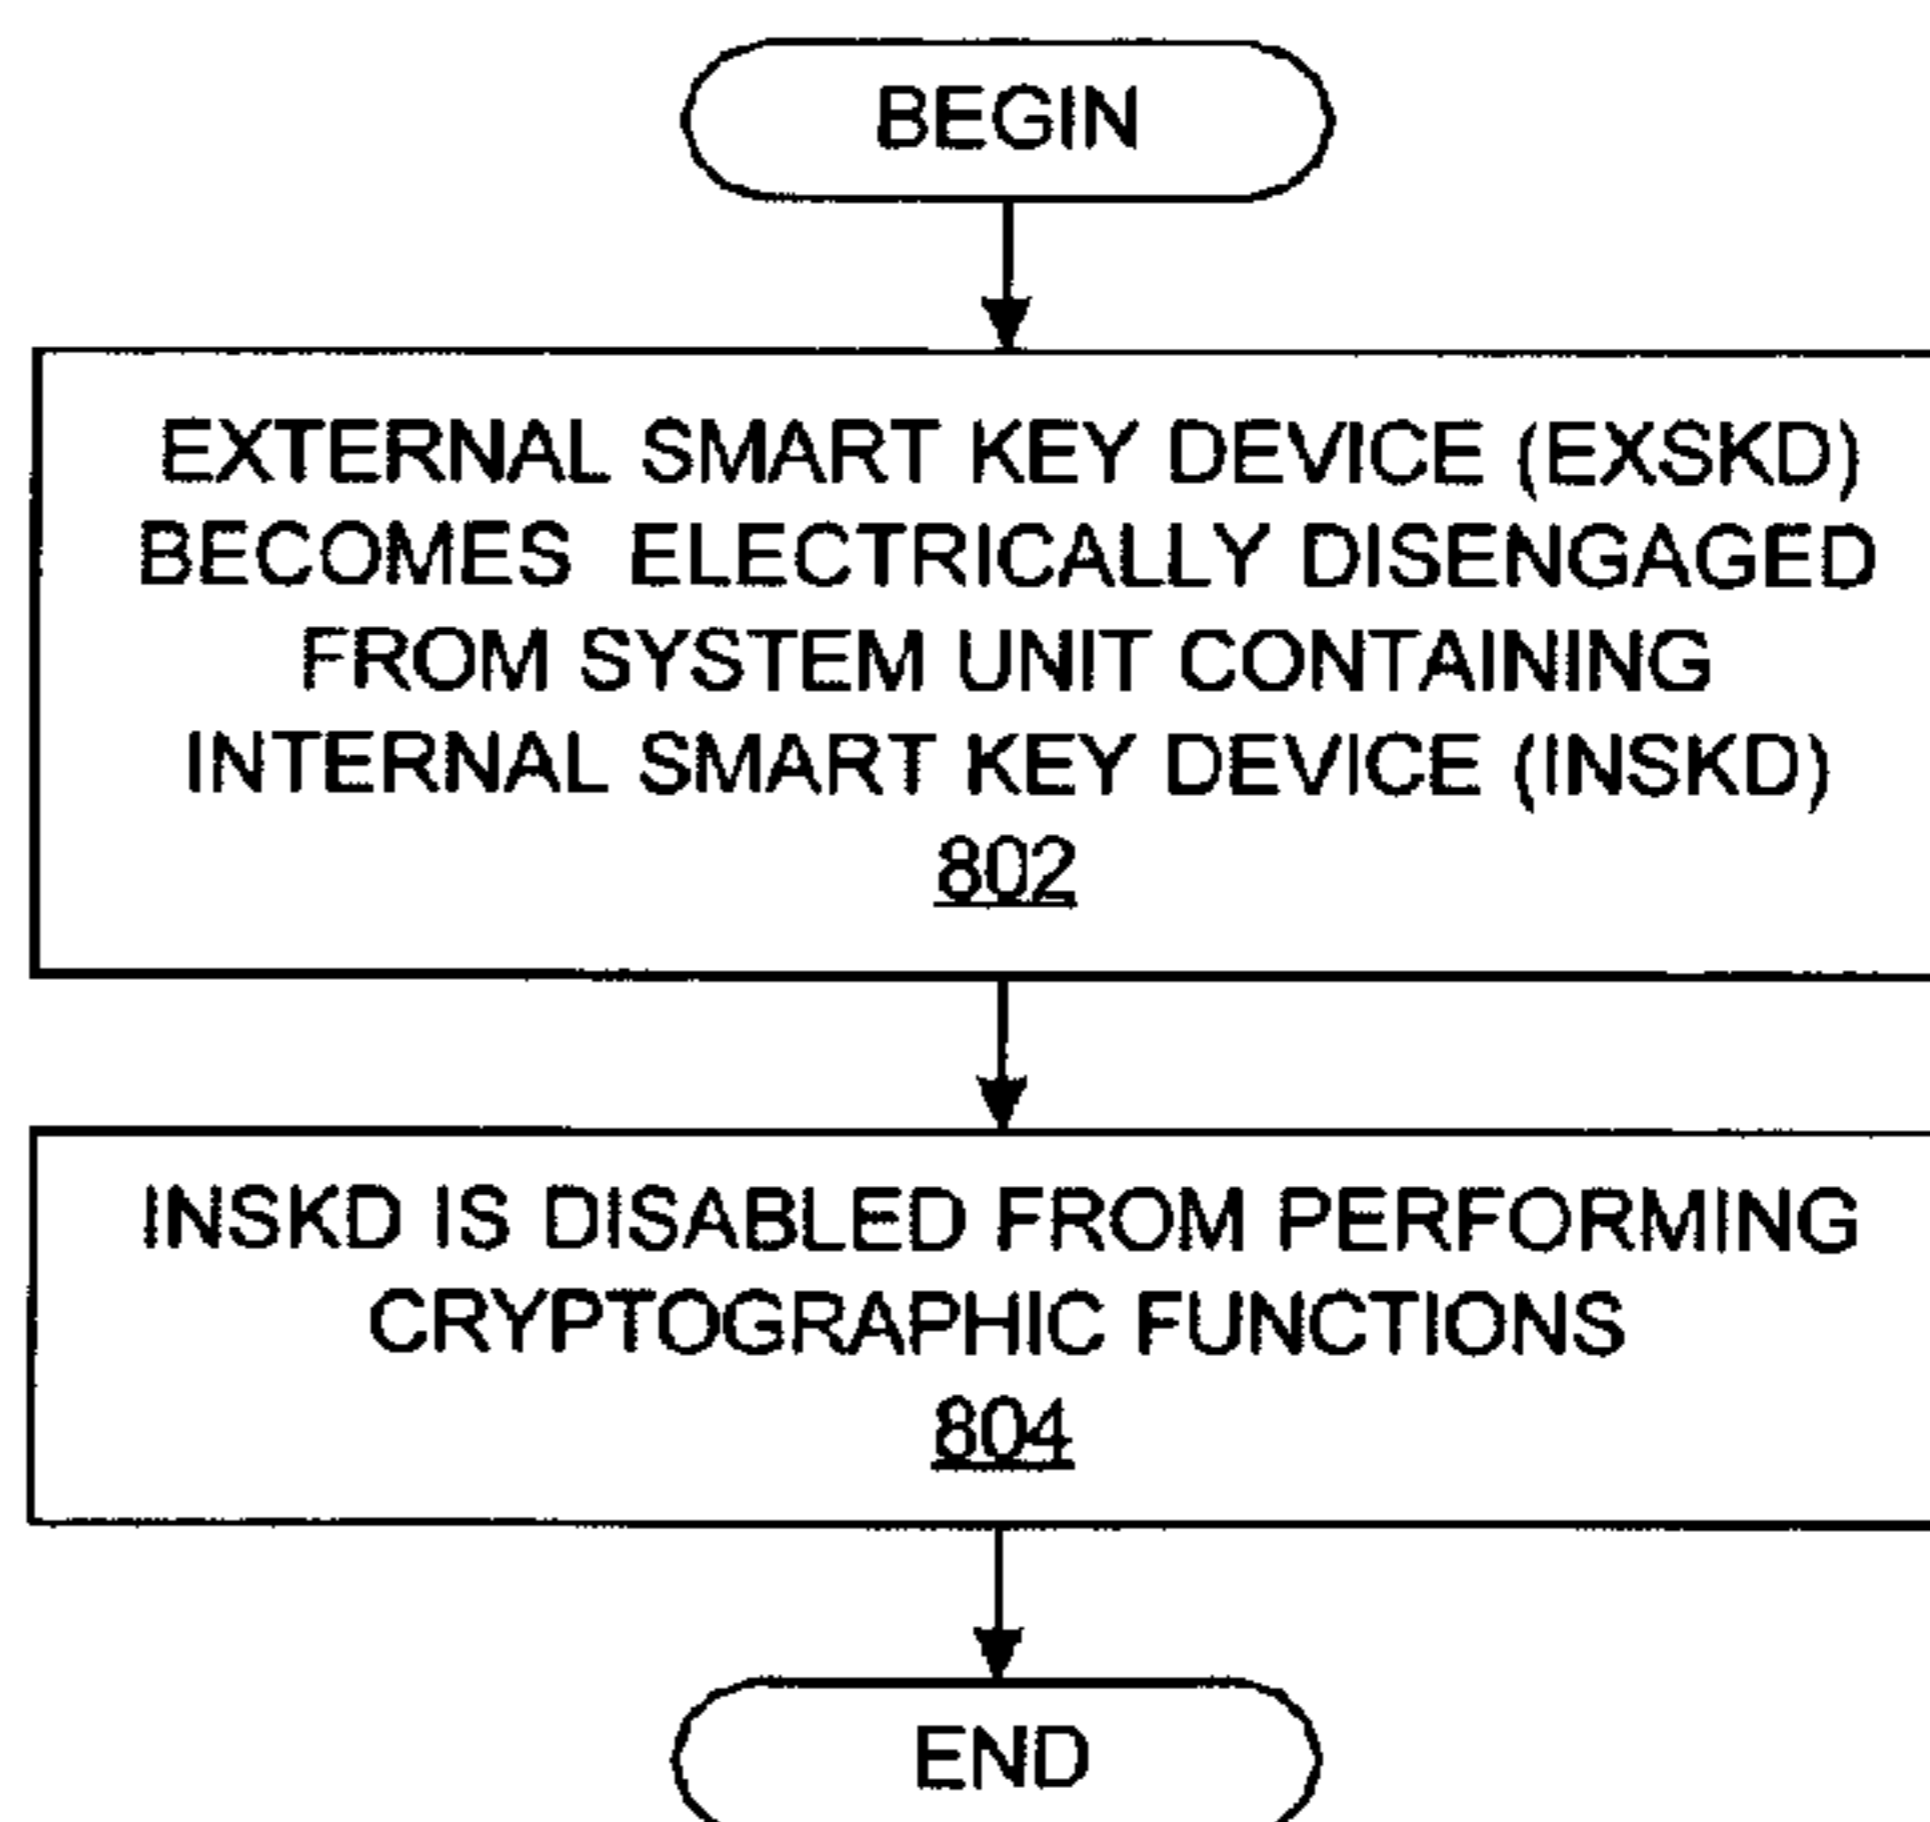 BEGIN
EXTERNAL SMART KEY DEVICE (EXSKD)
BECOMES ELECTRICALLY DISENGAGED
FROM SYSTEM UNIT CONTAINING
INTERNAL SMART KEY DEVICE (INSKD)
802
INSKD IS DISABLED FROM PERFORMING
CRYPTOGRAPHIC FUNCTIONS
804
END